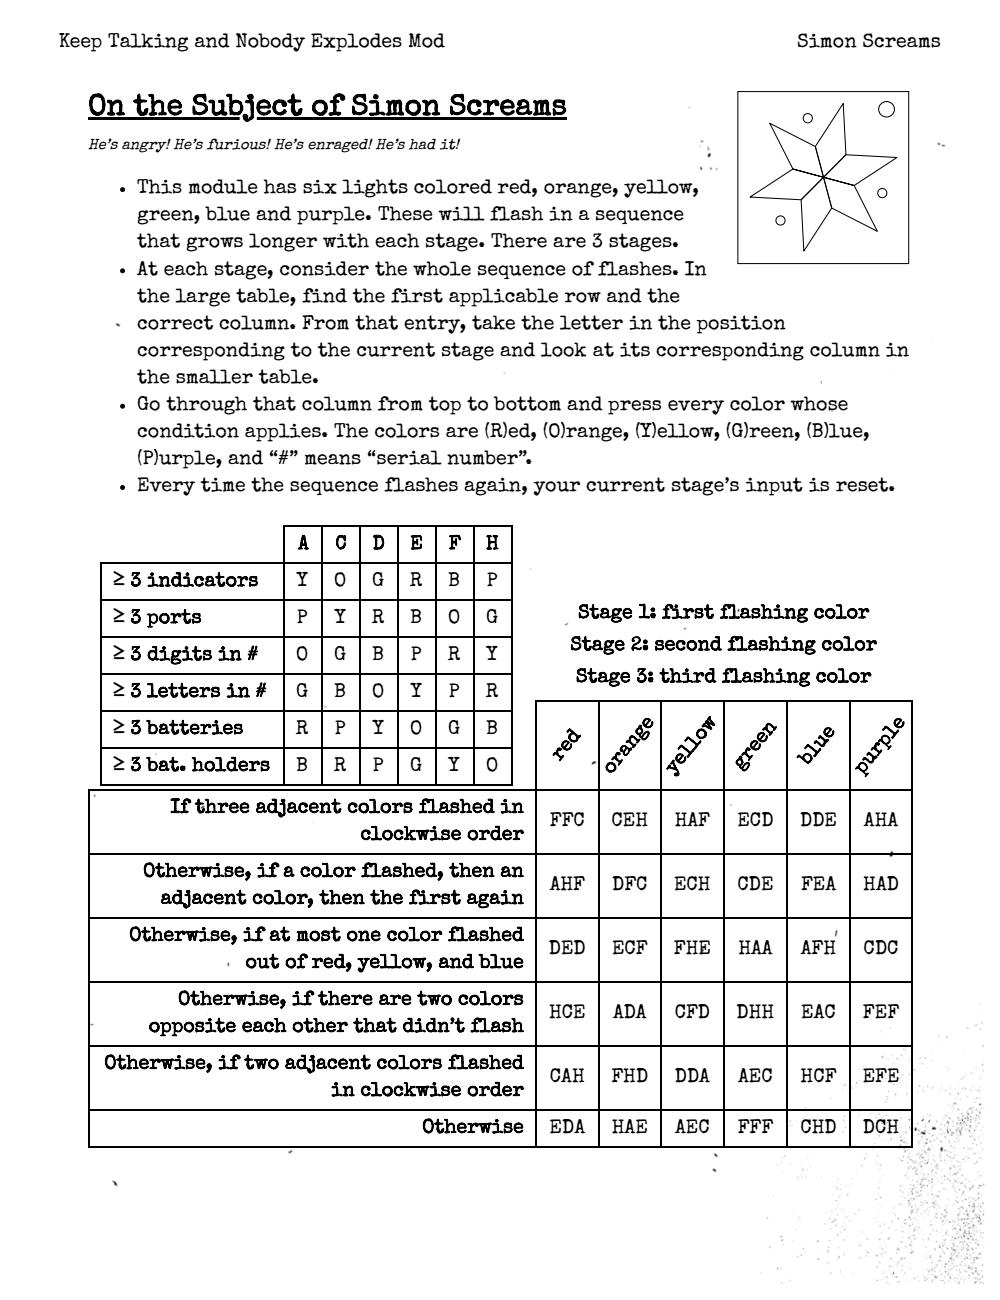 Keep Talking and Nobody Explodes Mod
Simon Screams
On the Subject of Simon Screams
He's angry! He's furious! He's enraged! He's had it!
• This module has six lights colored red, orange, yellow,
green, blue and purple. These will flash in a sequence
that grows longer with each stage. There are 3 stages.
• At each stage, consider the whole sequence of flashes. In
the large table, find the first applicable row and the
correct column. From that entry, take the letter in the position
corresponding to the current stage and look at its corresponding column in
the smaller table.
• Go through that column from top to bottom and press every color whose
condition applies. The colors are (R)ed, (O)range, (Y)ellow, (G)reen, (B)lue,
(P)urple, and “#” means “serial number”.
• Every time the sequence flashes again, your current stage’s input is reset.
A C D E F H
≥ 3 indicators Y O G R B P
≥ 3 ports P Y R B O G
≥ 3 digits in # O G B P R Y
≥ 3 letters in # G B O Y P R
≥ 3 batteries R P Y O G B
≥ 3 bat. holders B R P G Y O
Stage 1: first flashing color
Stage 2: second flashing color
Stage 3: third flashing color
red orange yellow green blue purple
If three adjacent colors flashed in
clockwise order
FFC CEH HAF ECD DDE AHA
Otherwise, if a color flashed, then an
adjacent color, then the first again
AHF DFC ECH CDE FEA HAD
Otherwise, if at most one color flashed
out of red, yellow, and blue
DED ECF FHE HAA AFH CDC
Otherwise, if there are two colors
opposite each other that didn’t flash
HCE ADA CFD DHH EAC FEF
Otherwise, if two adjacent colors flashed
in clockwise order
CAH FHD DDA AEC HCF EFE
Otherwise EDA HAE AEC FFF CHD DCH